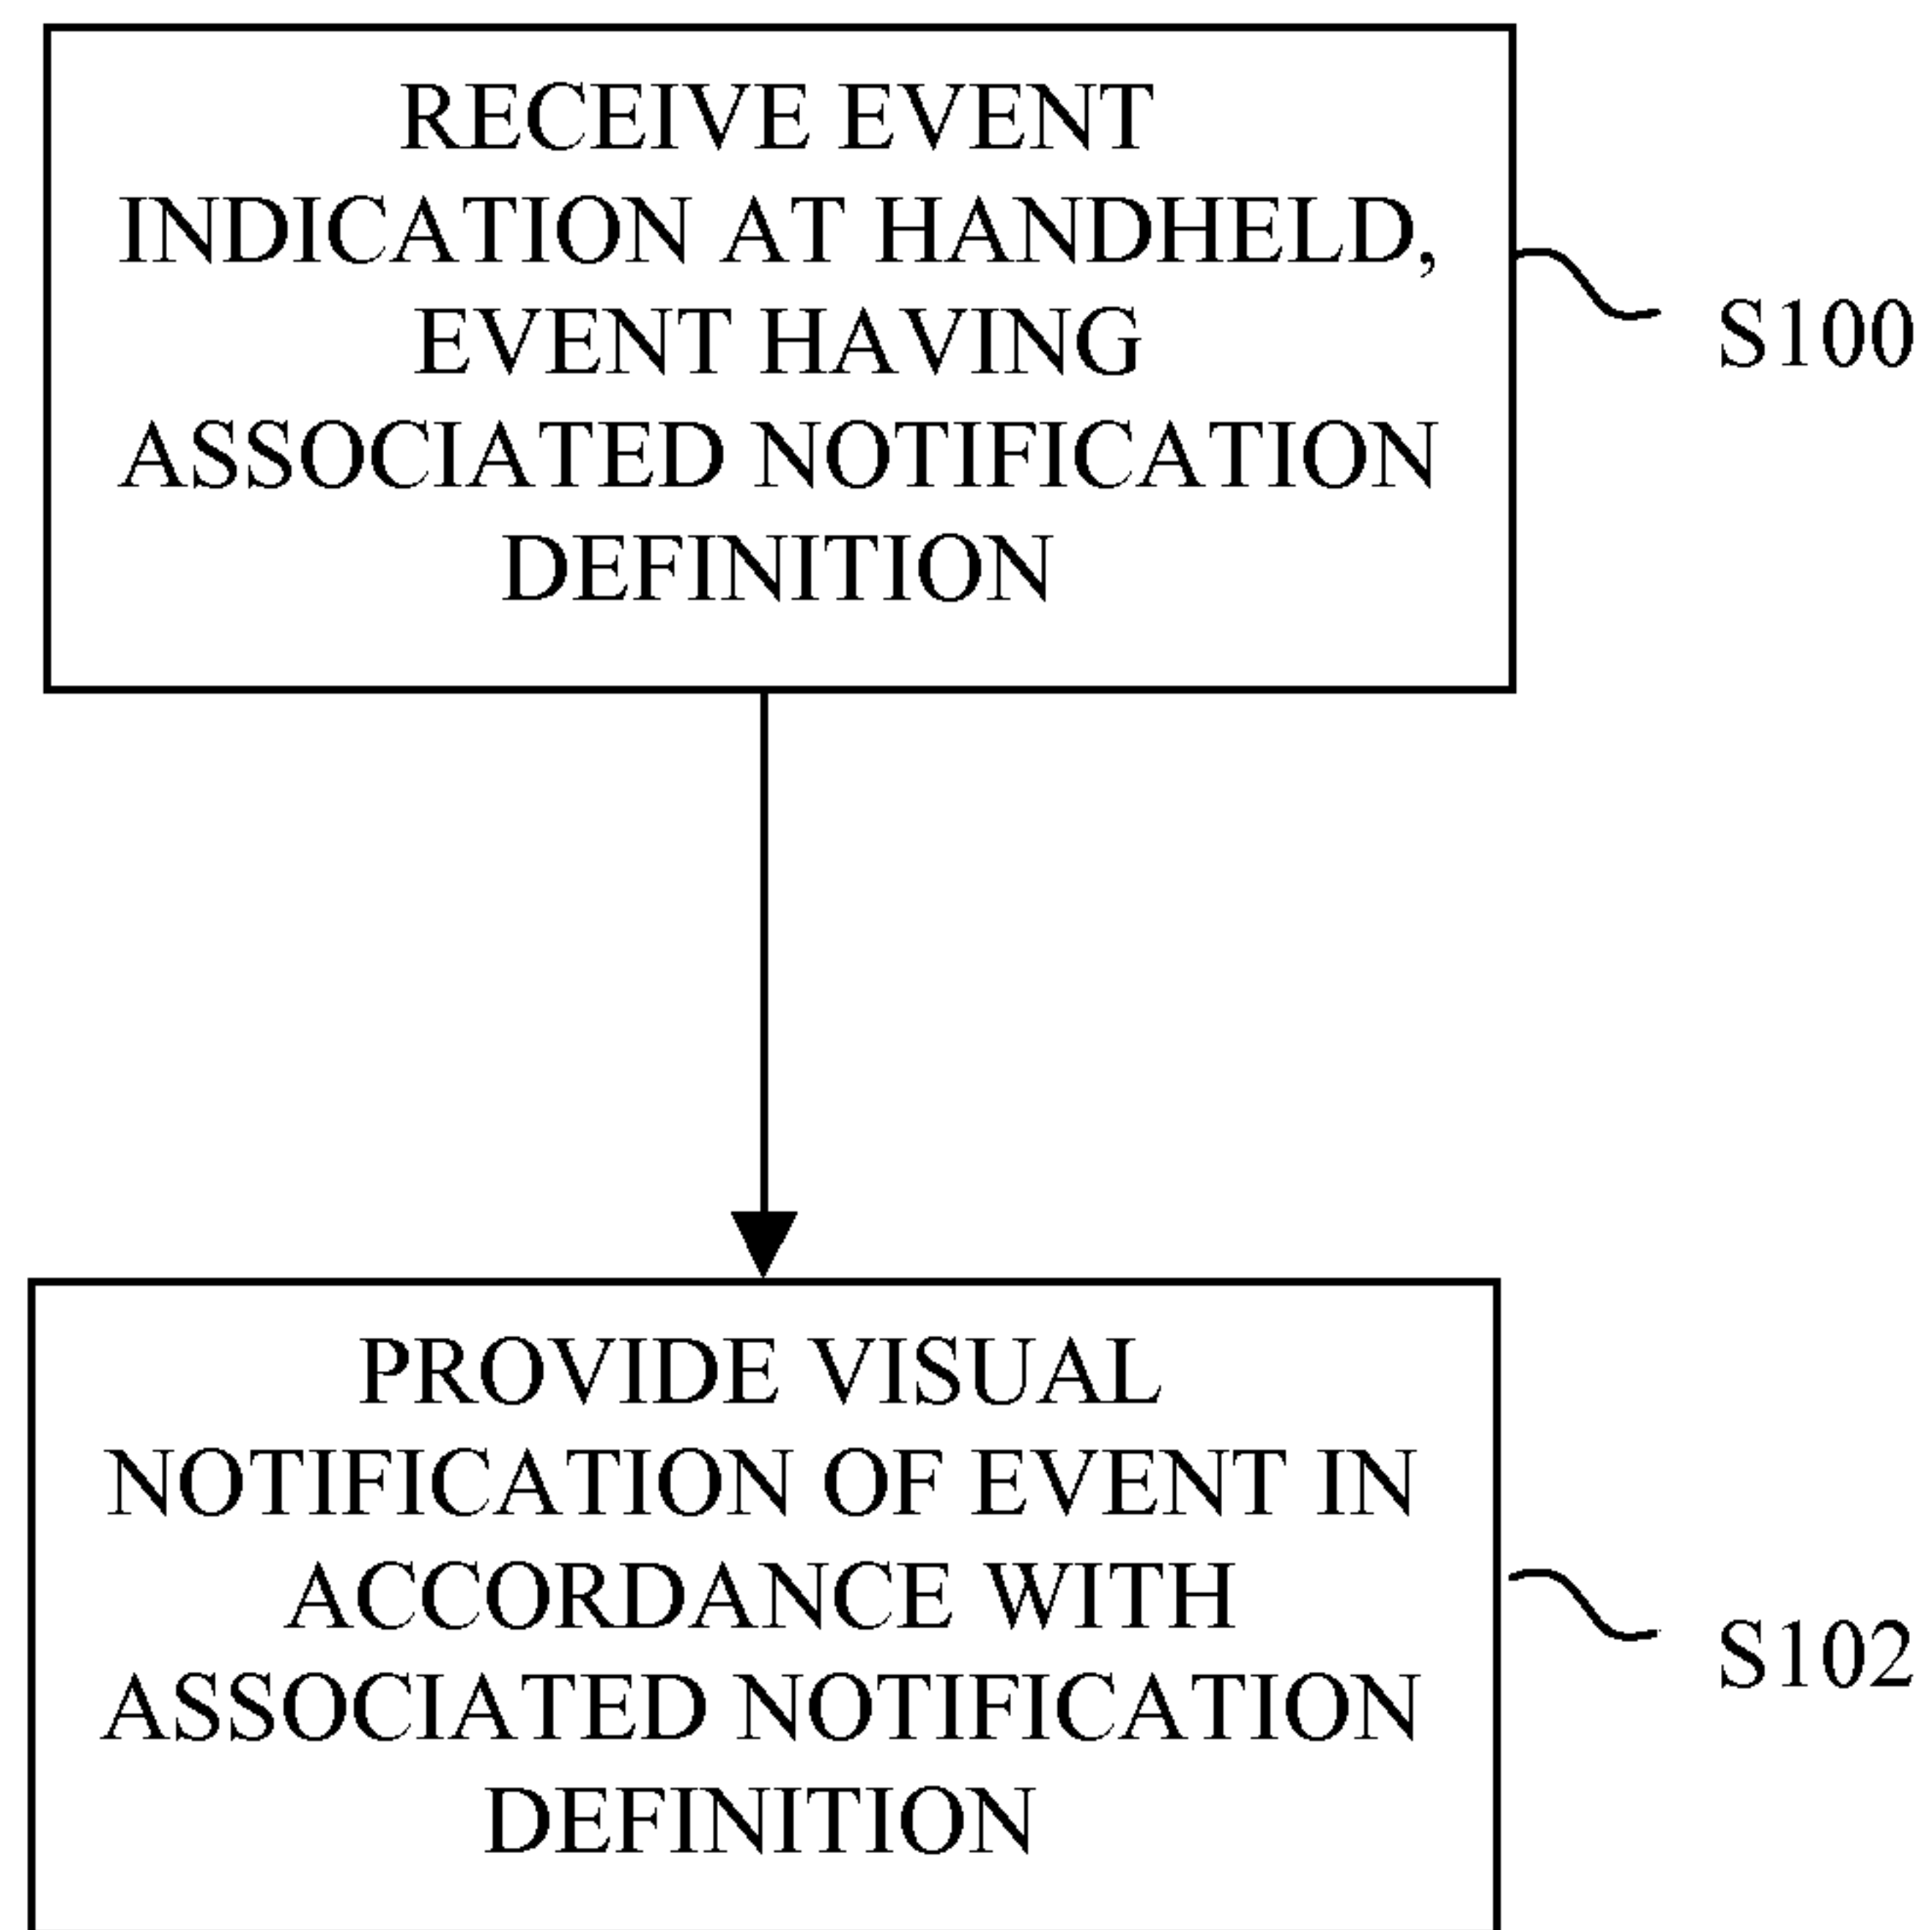 RECEIVE EVENT
INDICATION AT HANDHELD,
EVENT HAVING
ASSOCIATED NOTIFICATION
DEFINITION
S100
PROVIDE VISUAL
NOTIFICATION OF EVENT IN
ACCORDANCE WITH
ASSOCIATED NOTIFICATION
DEFINITION
S102